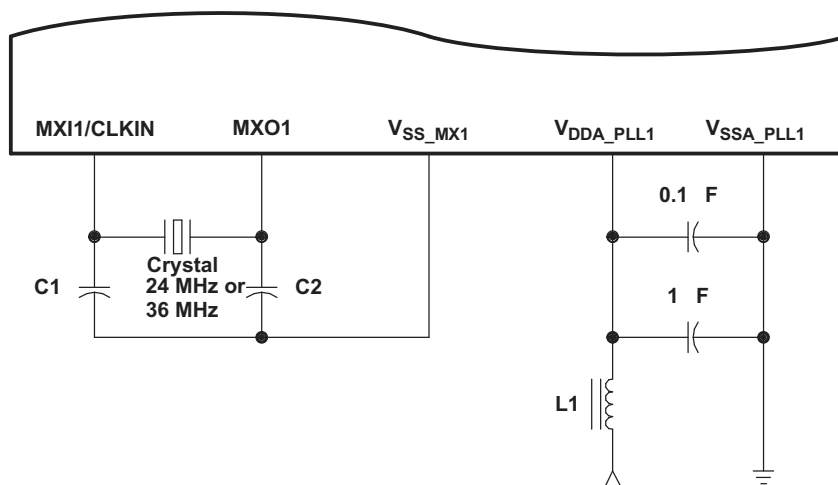 MXI1/CLKIN MXO1 VSS_MX1 VDDA_PLL1 VSSA_PLL1
0.1 F
Crystal
C1 24 MHz or C2
36 MHz
1 F
L1